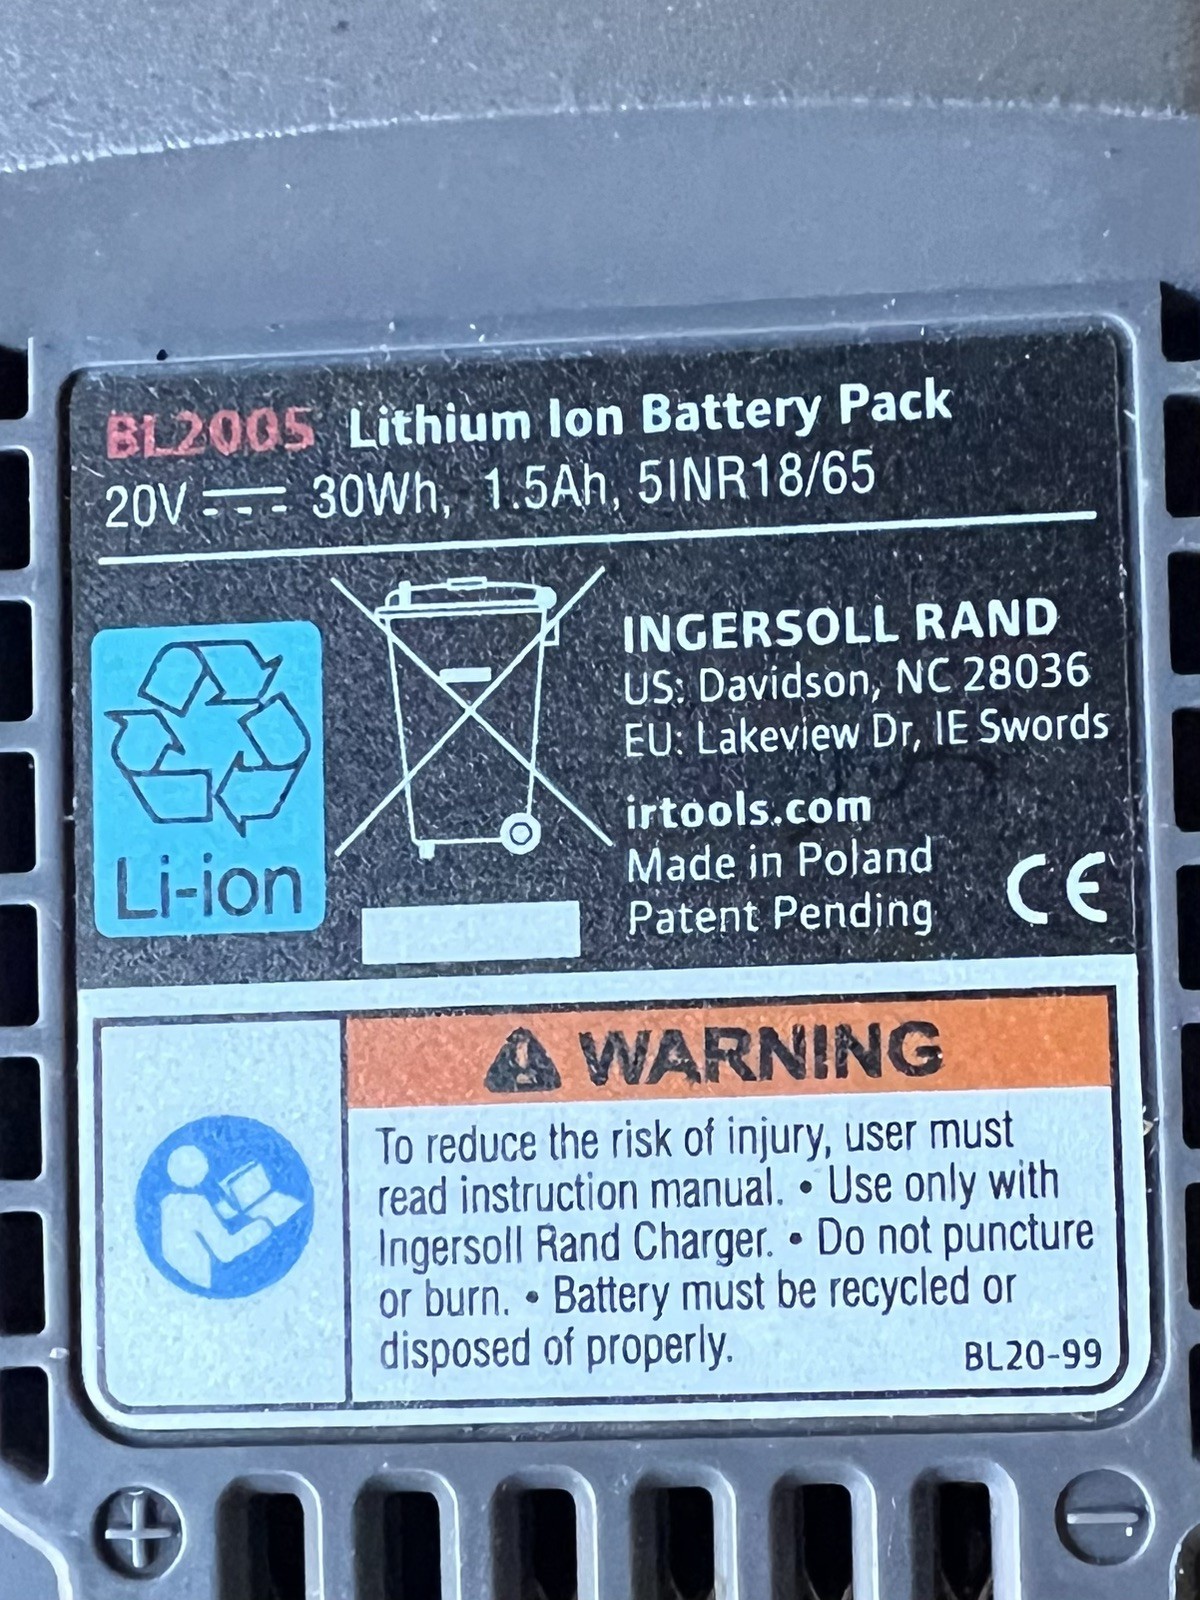 BL2005 Lithium Ion Battery Pack
20V 30Wh, 1.5Ah, 5INR18/65
Li-ion
INGERSOLL RAND
US: Davidson, NC 28036
EU: Lakeview Dr, IE Swords
irtools.com
Made in Poland
Patent Pending
CE
WARNING
To reduce the risk of injury, user must
read instruction manual. • Use only with
Ingersoll Rand Charger. • Do not puncture
or burn. • Battery must be recycled or
disposed of properly.
BL20-99
+ -